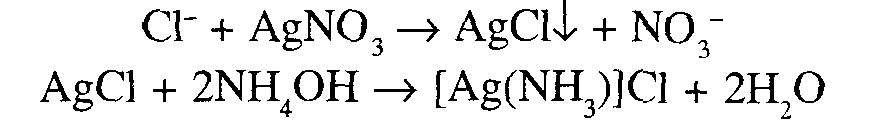 Cl⁻ + AgNO₃ → AgCl↓ + NO₃⁻
AgCl + 2NH₄OH → [Ag(NH₃)]Cl + 2H₂O